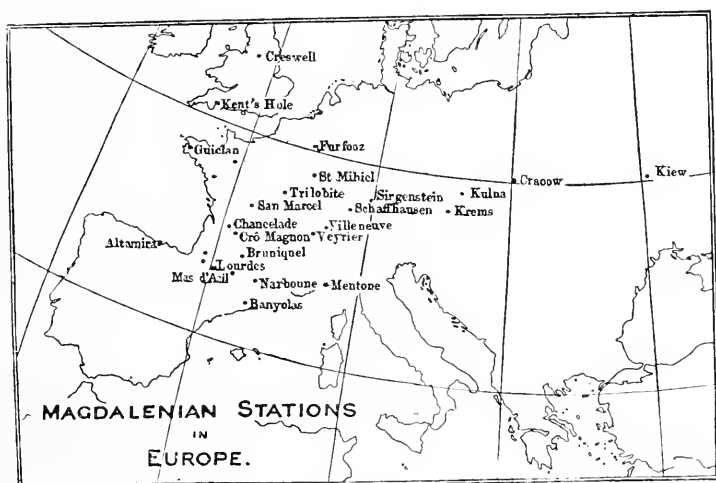 Creswell
Kent's Hole
Guiclan
Furfooz
St Mihiel
Trilobite
San Marcel
Sirgenstein
Schaffhausen
Kulna
Krems
Cracow
Kiew
Chancelade
Villeneuve
Crô Magnon
Veyrier
Altamira
Bruniquel
Lourdes
Mas d'Azil
Narbonne
Mentone
Banyolas
MAGDALENIAN STATIONS
IN
EUROPE.